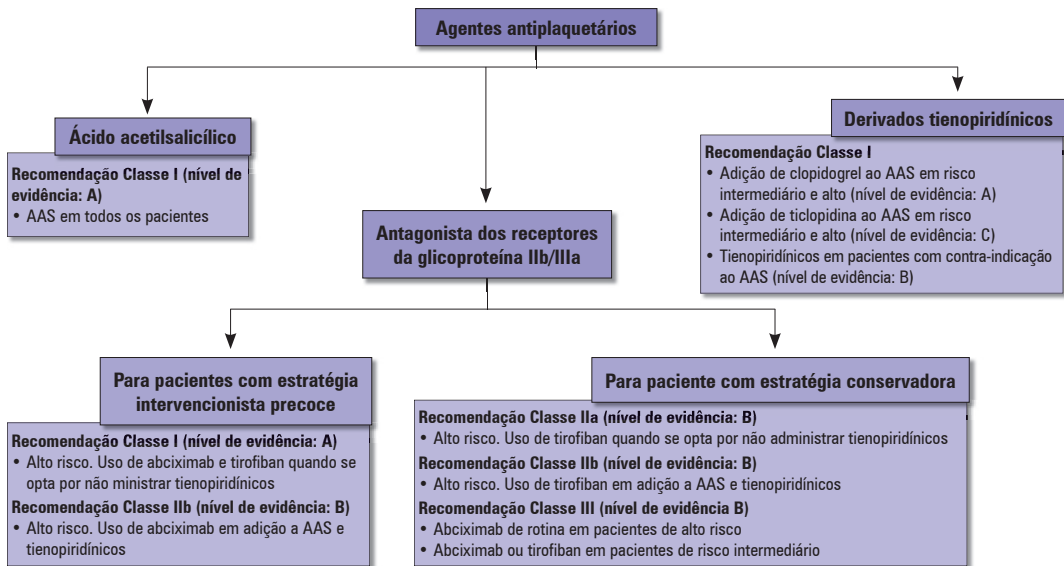 Agentes antiplaquetários
Ácido acetilsalicílico
Recomendação Classe I (nível de
evidência: A)
• AAS em todos os pacientes
Antagonista dos receptores
da glicoproteína IIb/IIIa
Derivados tienopiridínicos
Recomendação Classe I
• Adição de clopidogrel ao AAS em risco
intermediário e alto (nível de evidência: A)
• Adição de ticlopidina ao AAS em risco
intermediário e alto (nível de evidência: C)
• Tienopiridínicos em pacientes com contra-indicação
ao AAS (nível de evidência: B)
Para pacientes com estratégia
intervencionista precoce
Recomendação Classe I (nível de evidência: A)
• Alto risco. Uso de abciximab e tirofiban quando se
opta por não ministrar tienopiridínicos
Recomendação Classe IIb (nível de evidência: B)
• Alto risco. Uso de abciximab em adição a AAS e
tienopiridínicos
Para paciente com estratégia conservadora
Recomendação Classe IIa (nível de evidência: B)
• Alto risco. Uso de tirofiban quando se opta por não administrar tienopiridínicos
Recomendação Classe IIb (nível de evidência: B)
• Alto risco. Uso de tirofiban em adição a AAS e tienopiridínicos
Recomendação Classe III (nível de evidência B)
• Abciximab de rotina em pacientes de alto risco
• Abciximab ou tirofiban em pacientes de risco intermediário